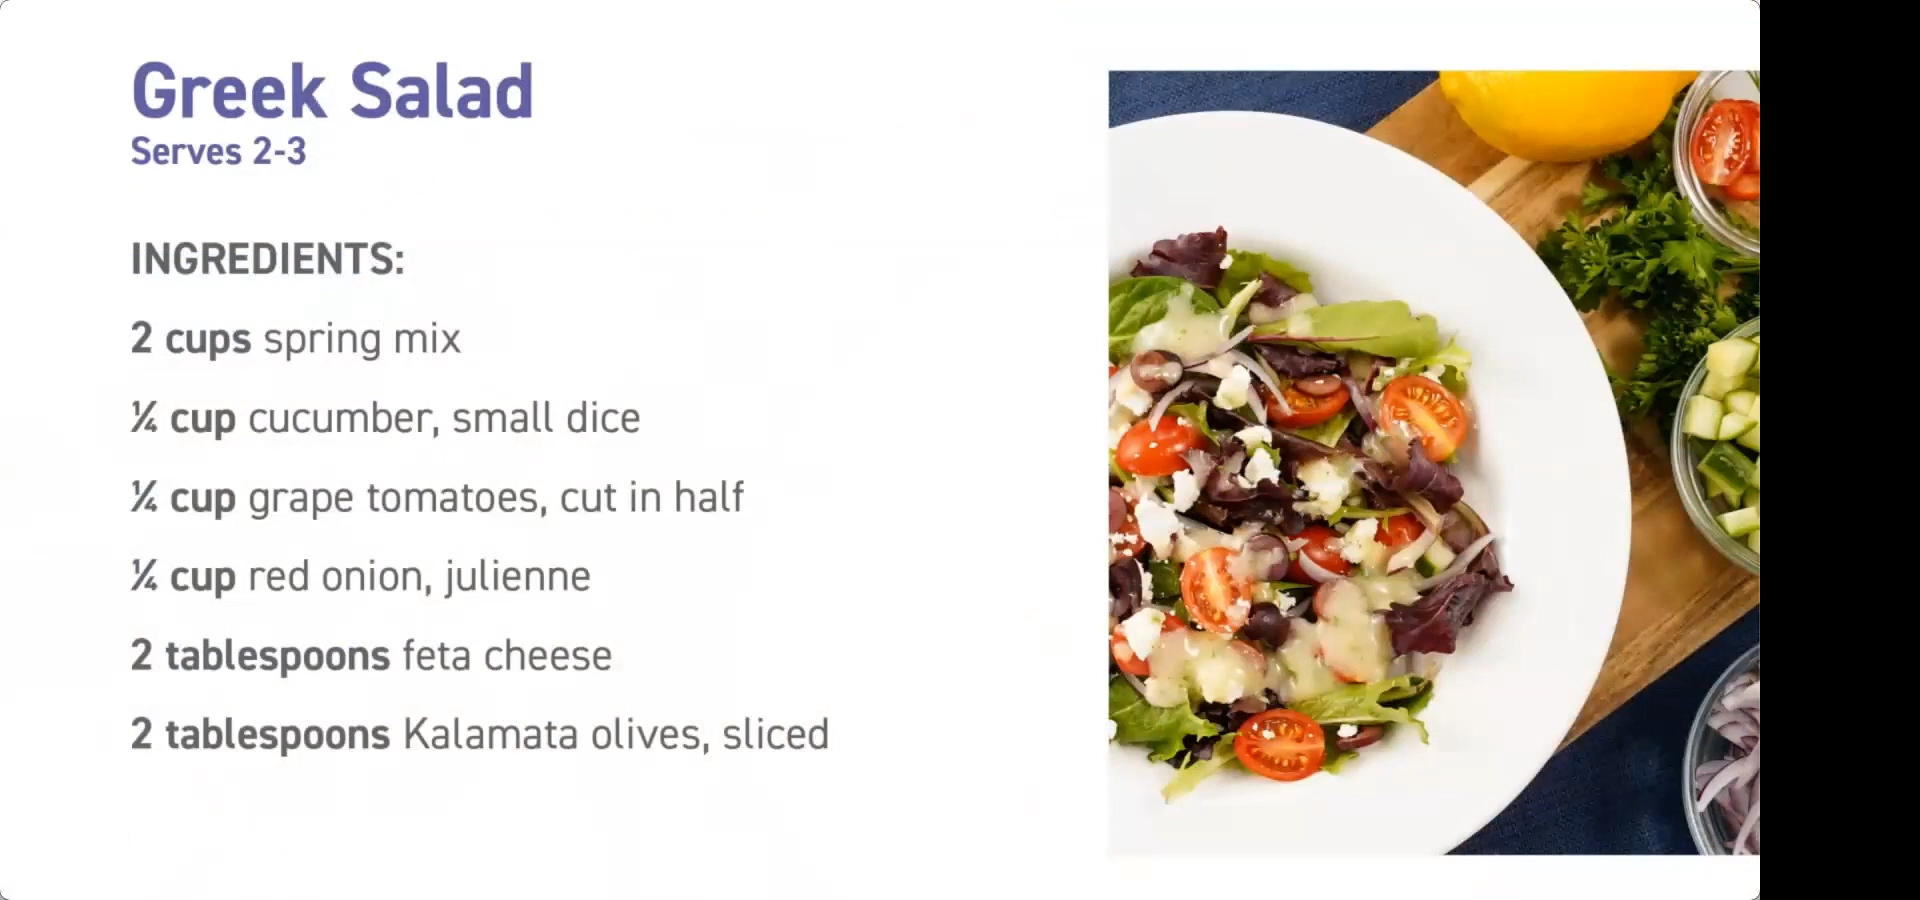 Greek Salad
Serves 2-3
INGREDIENTS:
2 cups spring mix
¼ cup cucumber, small dice
¼ cup grape tomatoes, cut in half
¼ cup red onion, julienne
2 tablespoons feta cheese
2 tablespoons Kalamata olives, sliced